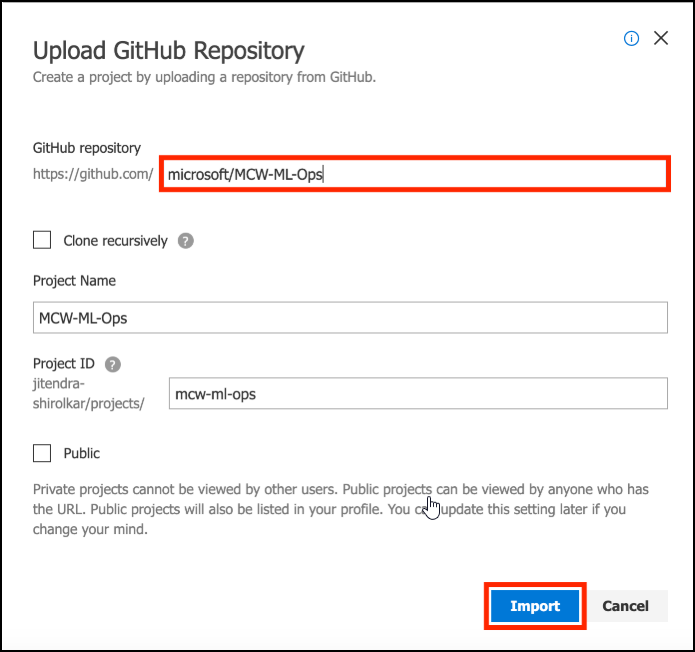 Upload GitHub Repository
Create a project by uploading a repository from GitHub.
GitHub repository
https://github.com/ microsoft/MCW-ML-Ops
Clone recursively ?
Project Name
MCW-ML-Ops
Project ID ?
jitendra-
shirolkar/projects/ mcw-ml-ops
Public
Private projects cannot be viewed by other users. Public projects can be viewed by anyone who has
the URL. Public projects will also be listed in your profile. You can update this setting later if you
change your mind.
Import Cancel